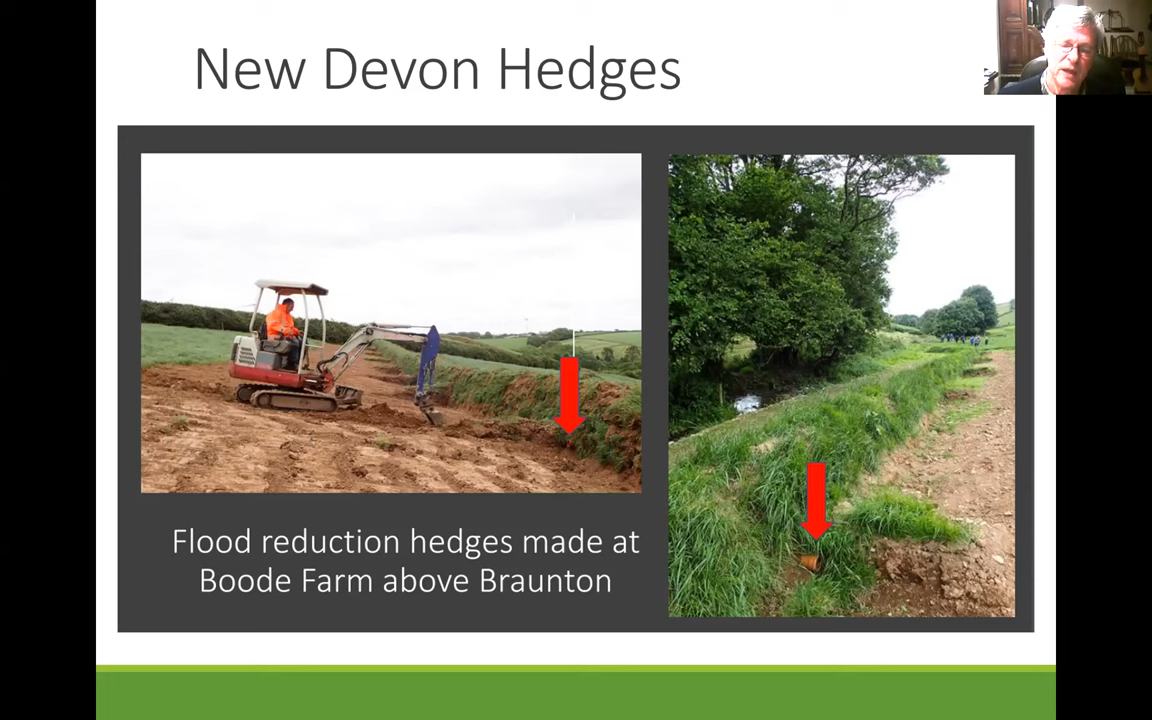 New Devon Hedges
Flood reduction hedges made at
Boode Farm above Braunton